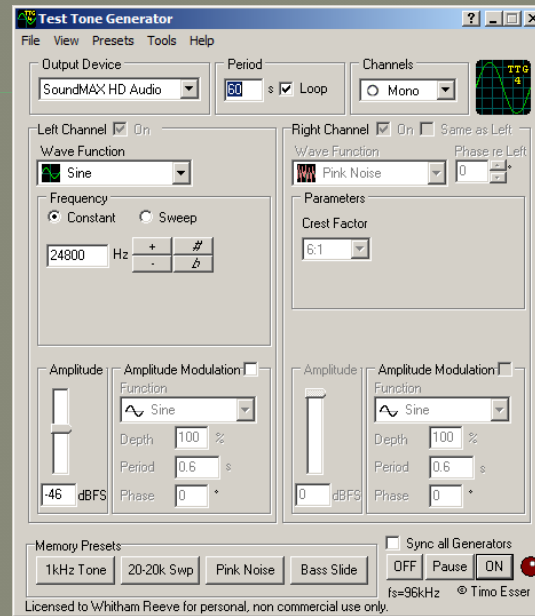 Test Tone Generator
File View Presets Tools Help
Output Device
SoundMAX HD Audio
Period
60 s Loop
Channels
Mono
TTG
4
Left Channel On
Wave Function
Sine
Frequency
Constant Sweep
24800 Hz + #
- b
Amplitude
-46 dBFS
Amplitude Modulation
Function
Sine
Depth 100 %
Period 0.6 s
Phase 0 °
Right Channel On Same as Left
Wave Function Phase re Left
Pink Noise 0 °
Parameters
Crest Factor
6:1
Amplitude
0 dBFS
Amplitude Modulation
Function
Sine
Depth 100 %
Period 0.6 s
Phase 0 °
Memory Presets
1kHz Tone 20-20k Swp Pink Noise Bass Slide
Sync all Generators
OFF Pause ON
fs=96kHz © Timo Esser
Licensed to Whitham Reeve for personal, non commercial use only.